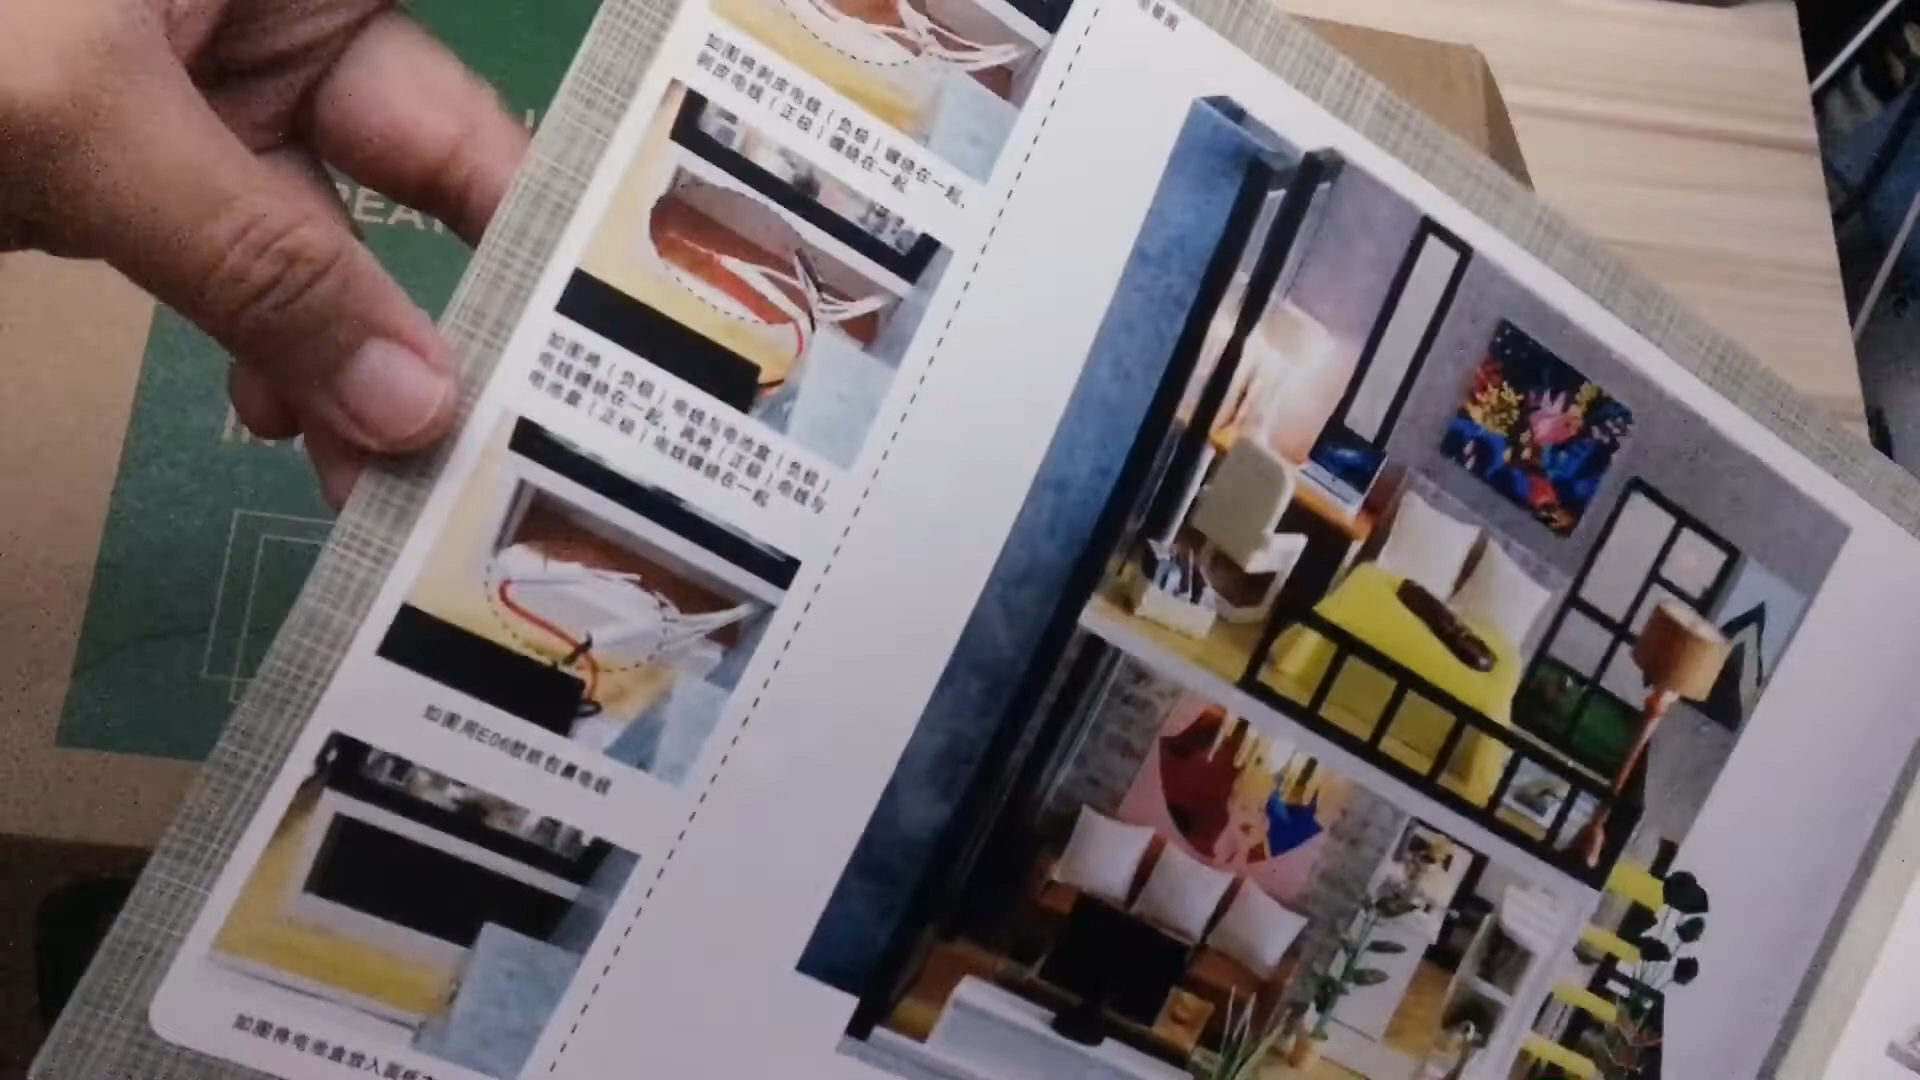 如图将剥皮电线(负极)缠绕在一起,
剥皮电线(正极)缠绕在一起
如图将(负极)电线与电池盒(负极)
电线缠绕在一起,再将(正极)电线与
电池盒(正极)电线缠绕在一起
如图用E06胶纸包裹电线
如图将电池盒放入面板